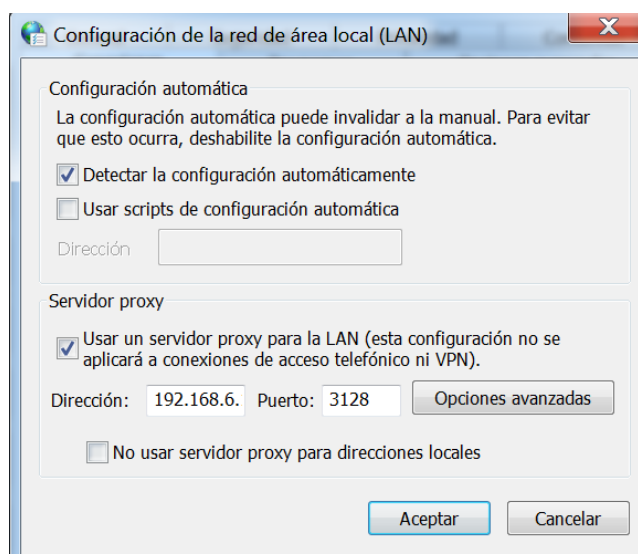 Configuración de la red de área local (LAN)
Configuración automática
La configuración automática puede invalidar a la manual. Para evitar
que esto ocurra, deshabilite la configuración automática.
Detectar la configuración automáticamente
Usar scripts de configuración automática
Dirección
Servidor proxy
Usar un servidor proxy para la LAN (esta configuración no se
aplicará a conexiones de acceso telefónico ni VPN).
Dirección: 192.168.6. Puerto: 3128 Opciones avanzadas
No usar servidor proxy para direcciones locales
Aceptar Cancelar